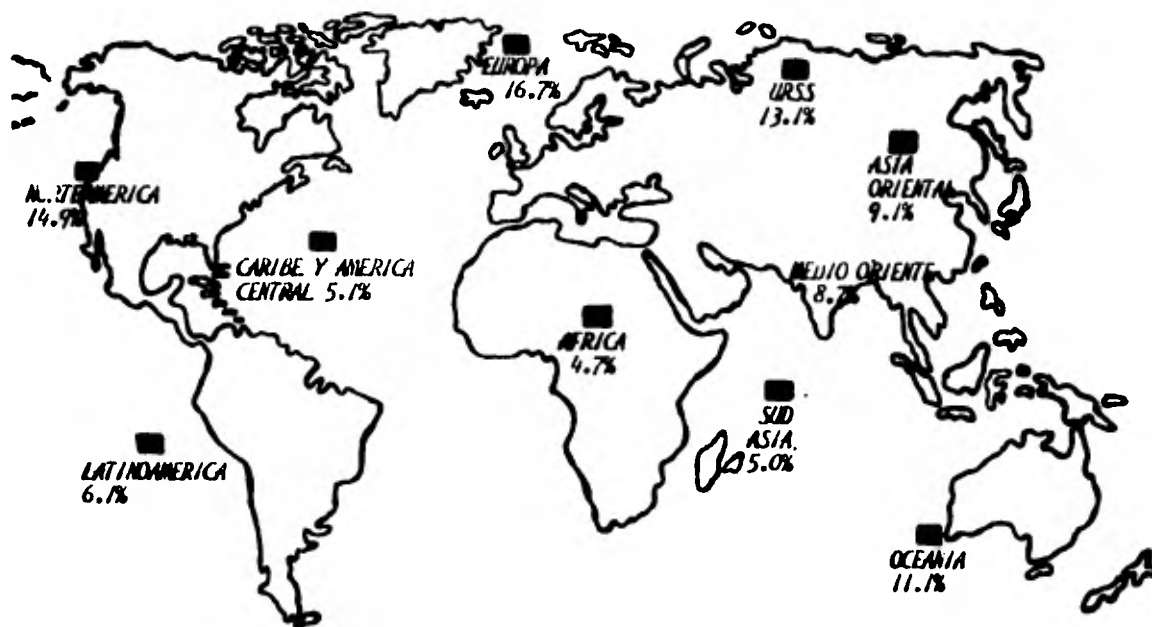 EUROPA
16.7%
URSS
13.1%
ASIA
ORIENTAL
9.1%
NORTEAMERICA
14.9%
CARIBE Y AMERICA
CENTRAL 5.1%
MEDIO ORIENTE
8.7%
AFRICA
4.7%
SUD
ASIA.
5.0%
LATINOAMERICA
6.1%
OCEANIA
11.1%